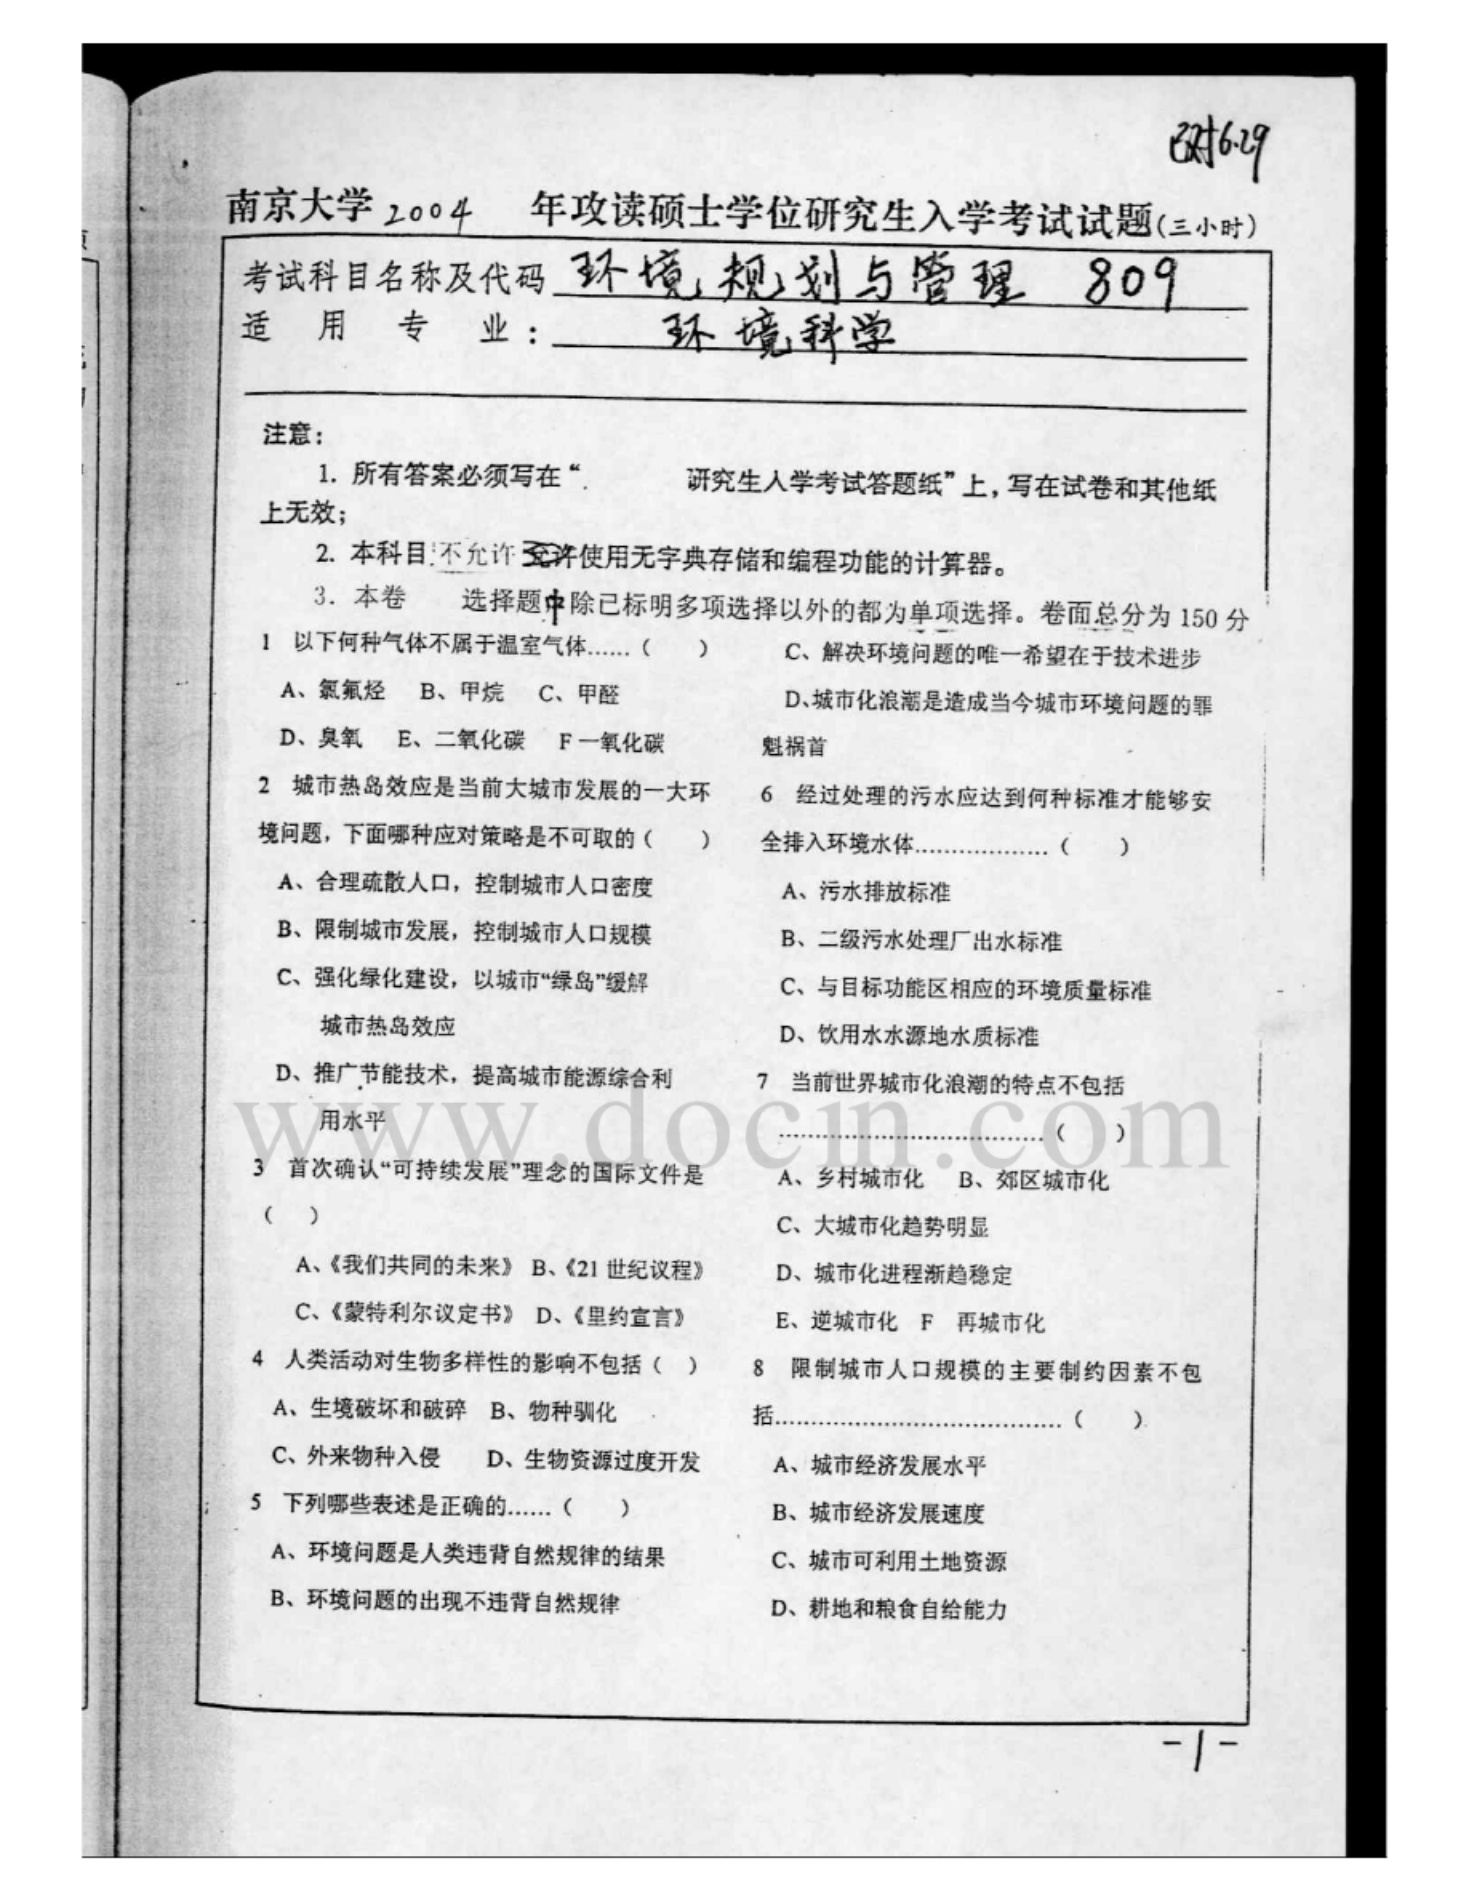 南京大学 2004 年攻读硕士学位研究生入学考试试题(三小时)
考试科目名称及代码 环境规划与管理 809
适用专业: 环境科学
注意:
1. 所有答案必须写在“ 研究生入学考试答题纸”上,写在试卷和其他纸
上无效;
2. 本科目 不允许 使用无字典存储和编程功能的计算器。
3. 本卷 选择题中除已标明多项选择以外的都为单项选择。卷面总分为 150 分
1 以下何种气体不属于温室气体……( )
A、氯氟烃 B、甲烷 C、甲醛
D、臭氧 E、二氧化碳 F 一氧化碳
2 城市热岛效应是当前大城市发展的一大环
境问题,下面哪种应对策略是不可取的( )
A、合理疏散人口,控制城市人口密度
B、限制城市发展,控制城市人口规模
C、强化绿化建设,以城市“绿岛”缓解
城市热岛效应
D、推广节能技术,提高城市能源综合利
用水平
3 首次确认“可持续发展”理念的国际文件是
( )
A、《我们共同的未来》 B、《21 世纪议程》
C、《蒙特利尔议定书》 D、《里约宣言》
4 人类活动对生物多样性的影响不包括( )
A、生境破坏和破碎 B、物种驯化
C、外来物种入侵 D、生物资源过度开发
5 下列哪些表述是正确的……( )
A、环境问题是人类违背自然规律的结果
B、环境问题的出现不违背自然规律
C、解决环境问题的唯一希望在于技术进步
D、城市化浪潮是造成当今城市环境问题的罪
魁祸首
6 经过处理的污水应达到何种标准才能够安
全排入环境水体………………( )
A、污水排放标准
B、二级污水处理厂出水标准
C、与目标功能区相应的环境质量标准
D、饮用水水源地水质标准
7 当前世界城市化浪潮的特点不包括
………………………………( )
A、乡村城市化 B、郊区城市化
C、大城市化趋势明显
D、城市化进程渐趋稳定
E、逆城市化 F 再城市化
8 限制城市人口规模的主要制约因素不包
括…………………………………( )
A、城市经济发展水平
B、城市经济发展速度
C、城市可利用土地资源
D、耕地和粮食自给能力
www.docin.com
-1-